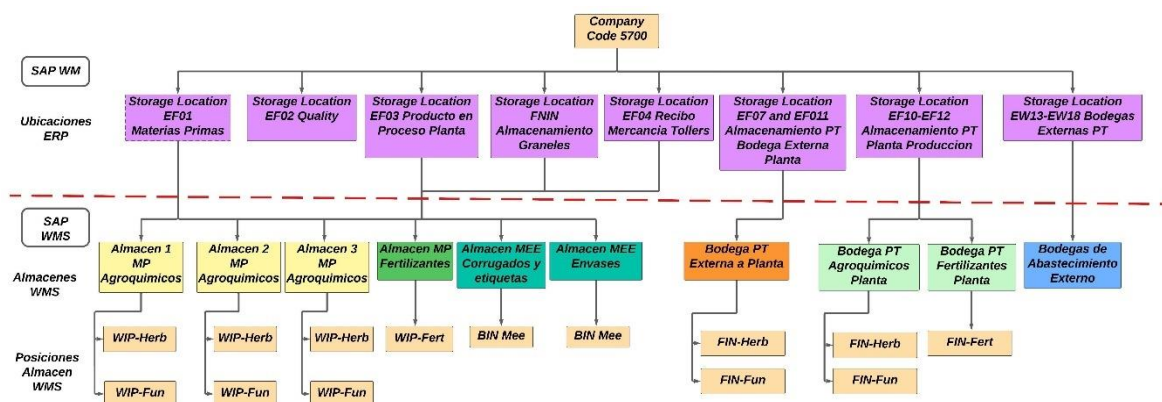 Company
Code 5700
SAP WM
Ubicaciones
ERP
Storage Location
EF01
Materias Primas
Storage Location
EF02 Quality
Storage Location
EF03 Producto en
Proceso Planta
Storage Location
FNIN
Almacenamiento
Graneles
Storage Location
EF04 Recibo
Mercancia Tollers
Storage Location
EF07 and EF011
Almacenamiento PT
Bodega Externa
Planta
Storage Location
EF10-EF12
Almacenamiento PT
Planta Produccion
Storage Location
EW13-EW18 Bodegas
Externas PT
SAP
WMS
Almacenes
WMS
Almacen 1
MP
Agroquimicos
Almacen 2
MP
Agroquimicos
Almacen 3
MP
Agroquimicos
Almacen MP
Fertilizantes
Almacen MEE
Corrugados y
etiquetas
Almacen MEE
Envases
Bodega PT
Externa a Planta
Bodega PT
Agroquimicos
Planta
Bodega PT
Fertilizantes
Planta
Bodegas de
Abastecimiento
Externo
Posiciones
Almacen
WMS
WIP-Herb
WIP-Herb
WIP-Herb
WIP-Fert
BIN Mee
BIN Mee
FIN-Herb
FIN-Herb
FIN-Fert
WIP-Fun
WIP-Fun
WIP-Fun
FIN-Fun
FIN-Fun